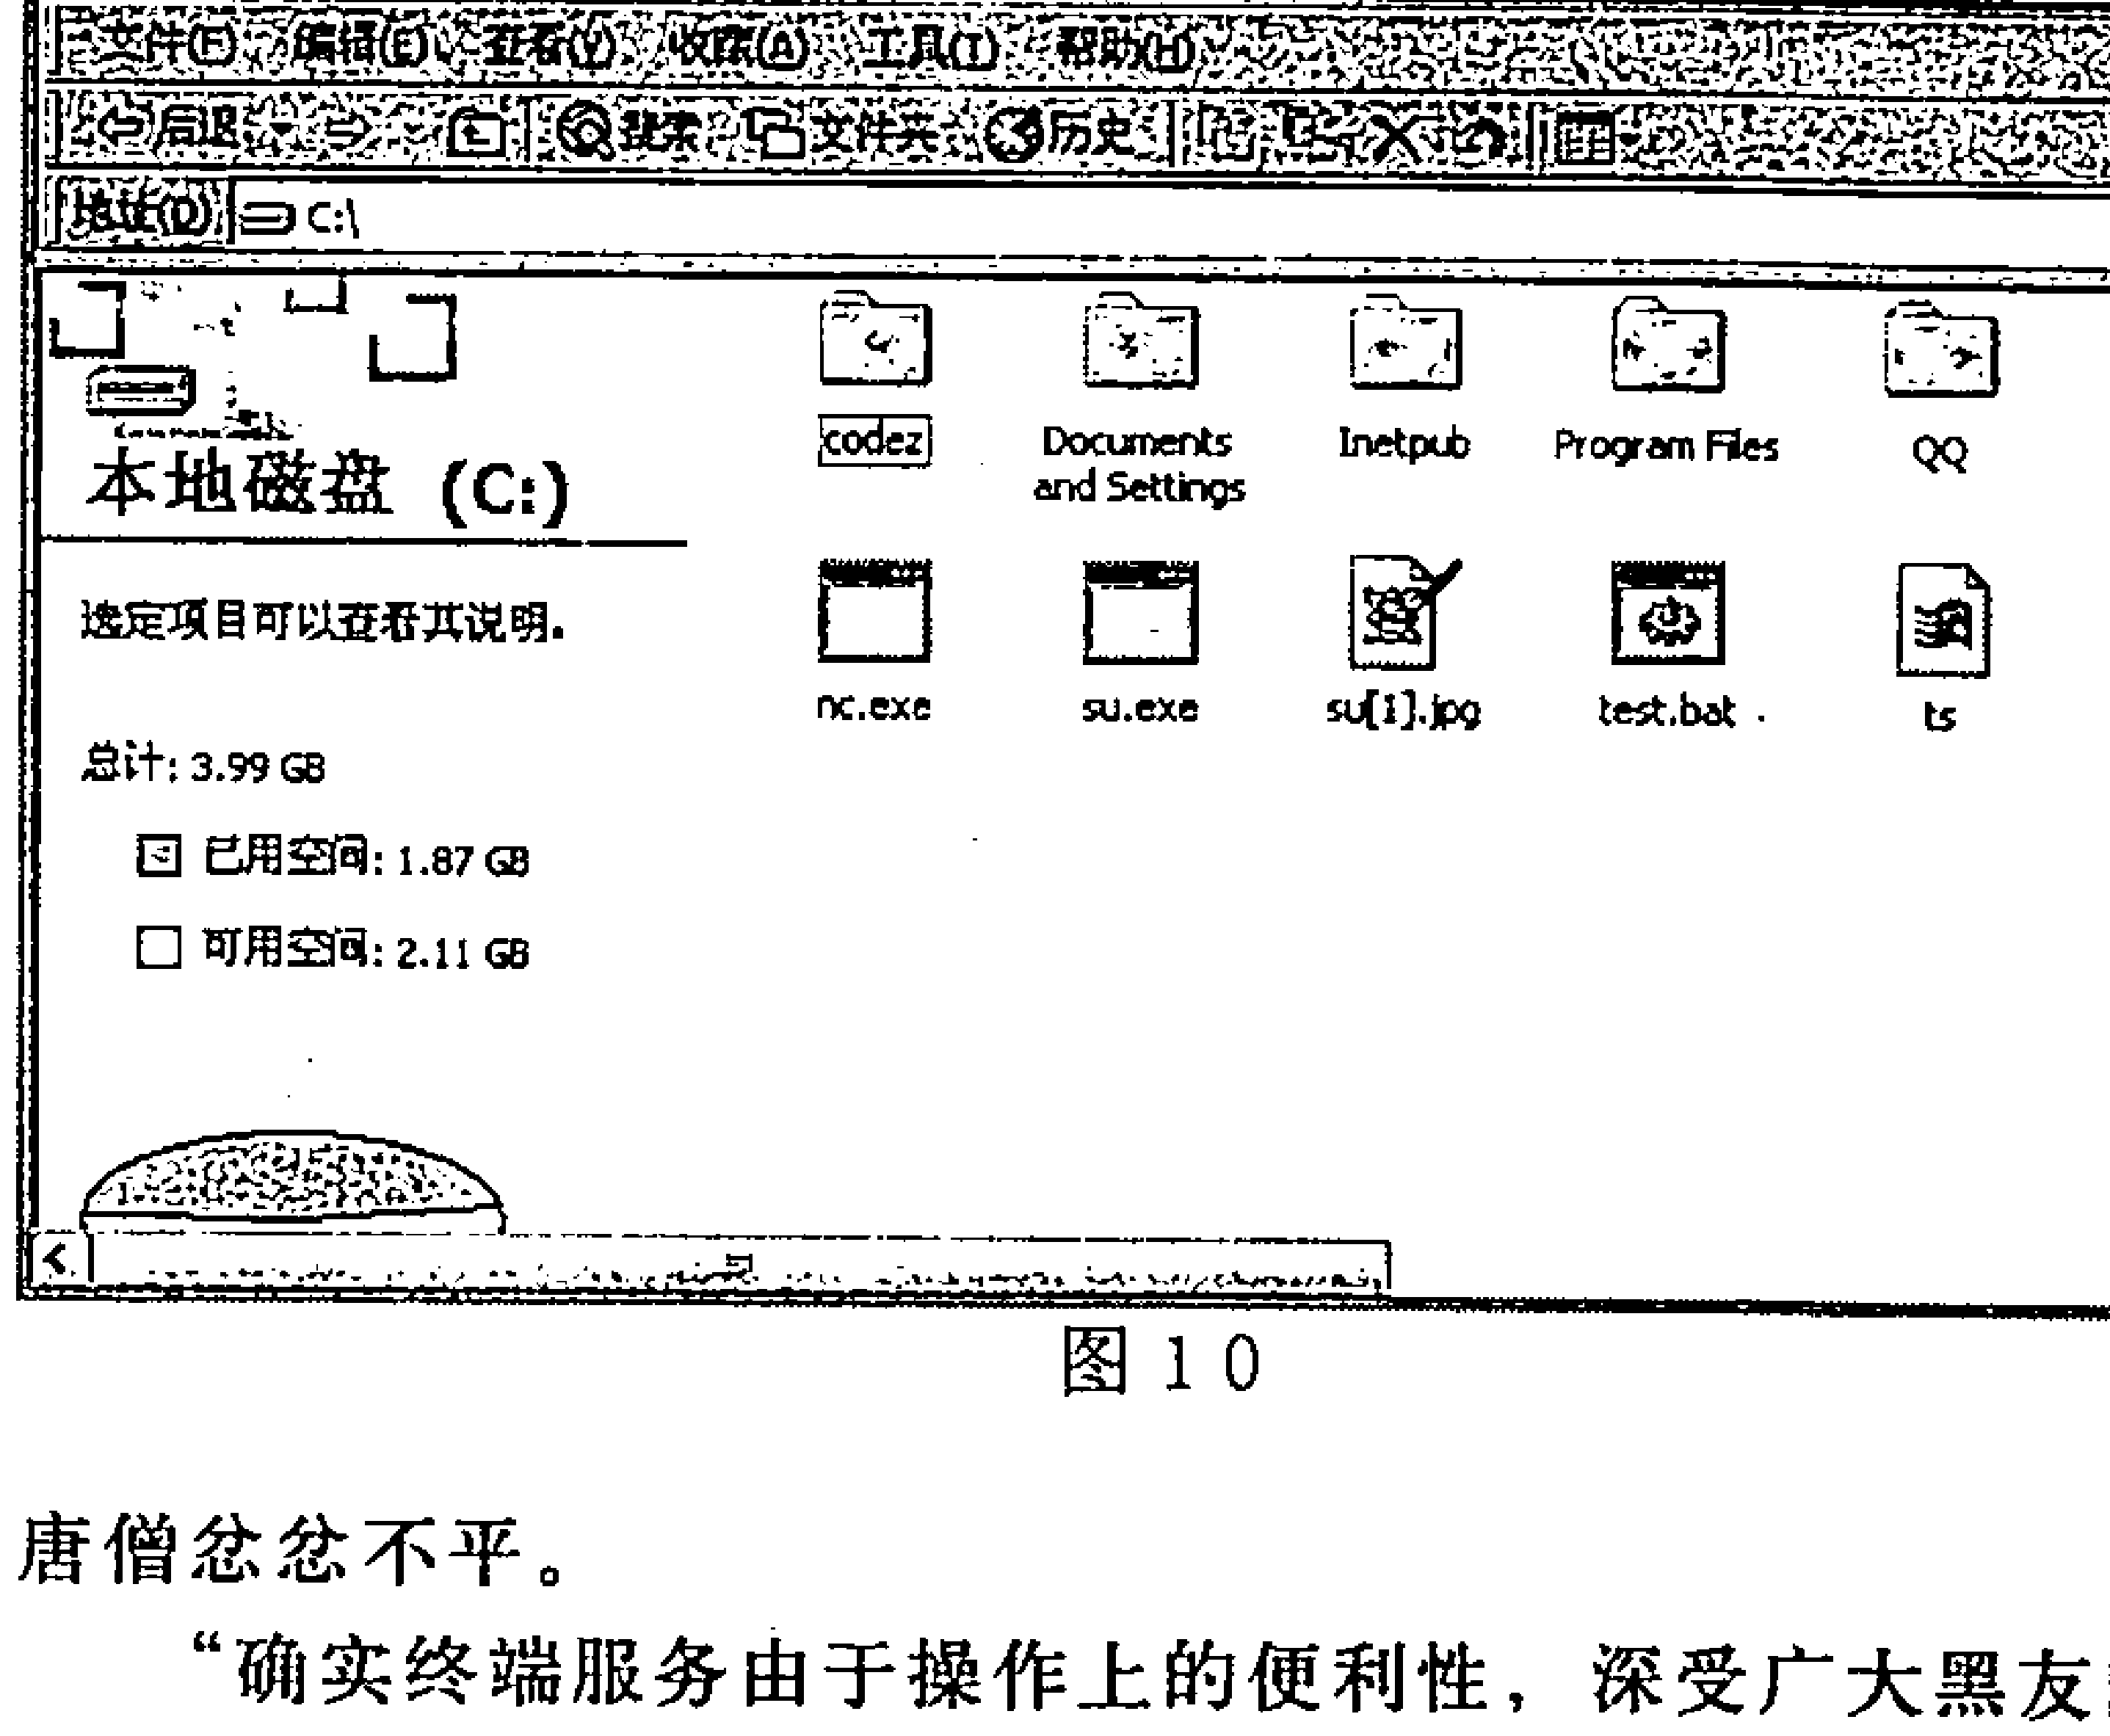 文件(F) 编辑(E) 查看(V) 收藏(A) 工具(T) 帮助(H)
后退 搜索 文件夹 历史
地址(D) C:\
codez Documents and Settings Inetpub Program Files QQ
本地磁盘 (C:)
选定项目可以查看其说明.
nc.exe su.exe su[1].jpg test.bat ts
总计: 3.99 GB
已用空间: 1.87 GB
可用空间: 2.11 GB
图 10
唐僧忿忿不平。
“确实终端服务由于操作上的便利性，深受广大黑友